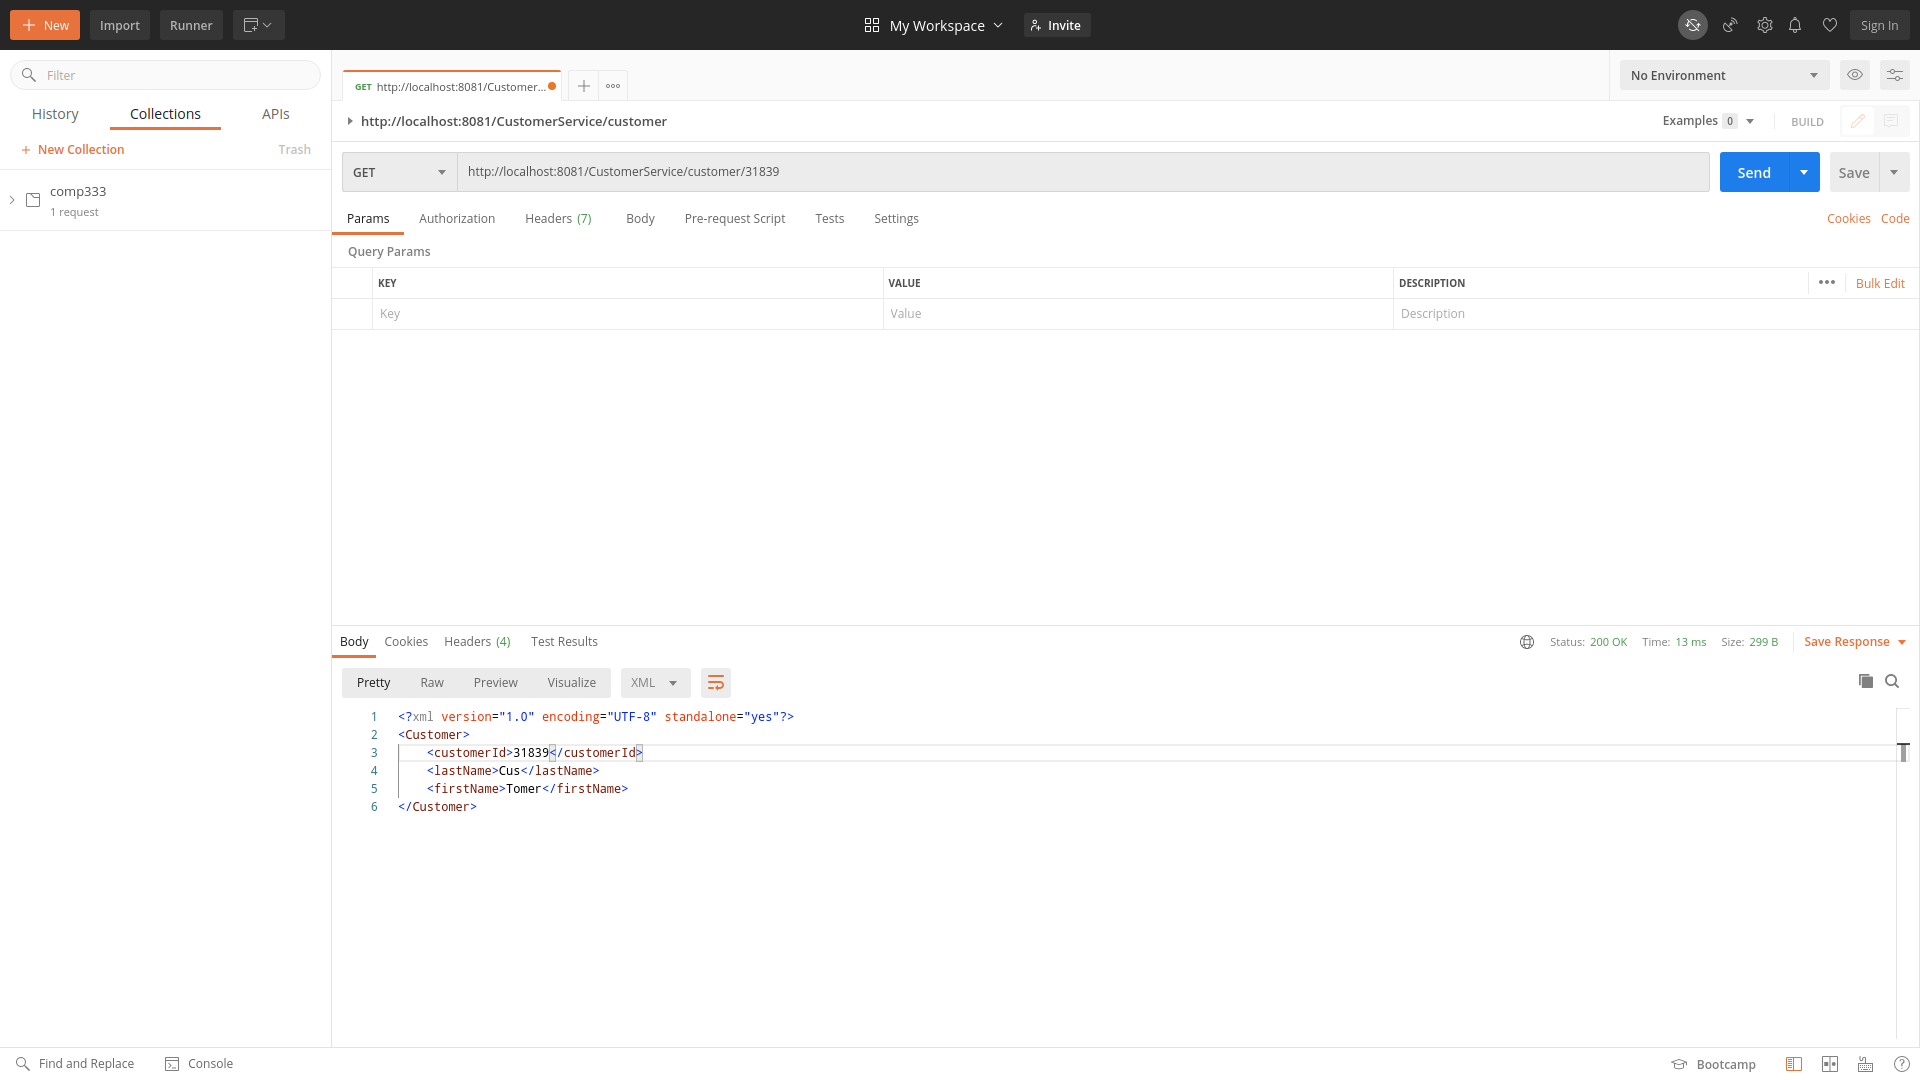 New
Import
Runner
My Workspace
Invite
Sign In
Filter
History
Collections
APIs
+ New Collection
Trash
comp333
1 request
GET http://localhost:8081/Customer...
No Environment
http://localhost:8081/CustomerService/customer
Examples 0
BUILD
GET
http://localhost:8081/CustomerService/customer/31839
Send
Save
Params
Authorization
Headers (7)
Body
Pre-request Script
Tests
Settings
Cookies
Code
Query Params
KEY
VALUE
DESCRIPTION
Bulk Edit
Key
Value
Description
Body
Cookies
Headers (4)
Test Results
Status: 200 OK
Time: 13 ms
Size: 299 B
Save Response
Pretty
Raw
Preview
Visualize
XML
1 <?xml version="1.0" encoding="UTF-8" standalone="yes"?>
2 <Customer>
3 <customerId>31839</customerId>
4 <lastName>Cus</lastName>
5 <firstName>Tomer</firstName>
6 </Customer>
Find and Replace
Console
Bootcamp